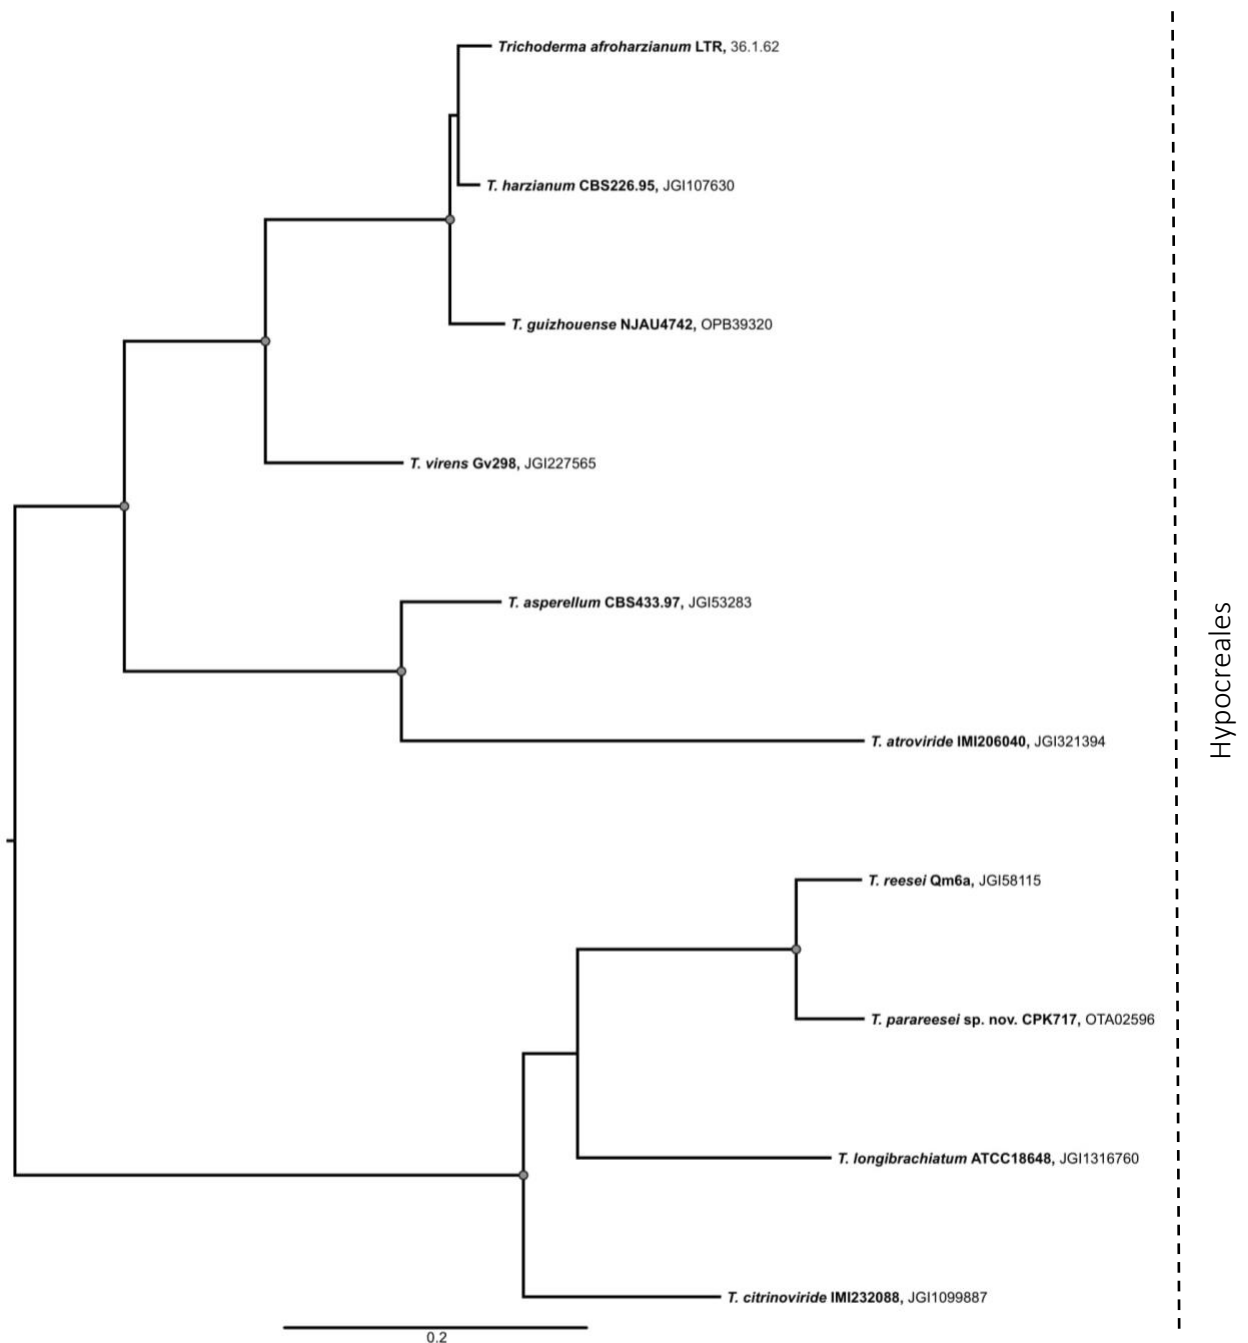 Trichoderma afroharzianum LTR, 36.1.62
T. harzianum CBS226.95, JGI107630
T. guizhouense NJAU4742, OPB39320
T. virens Gv298, JGI227565
T. asperellum CBS433.97, JGI53283
T. atroviride IMI206040, JGI321394
T. reesei Qm6a, JGI58115
T. parareesei sp. nov. CPK717, OTA02596
T. longibrachiatum ATCC18648, JGI1316760
T. citrinoviride IMI232088, JGI1099887
0.2
Hypocreales